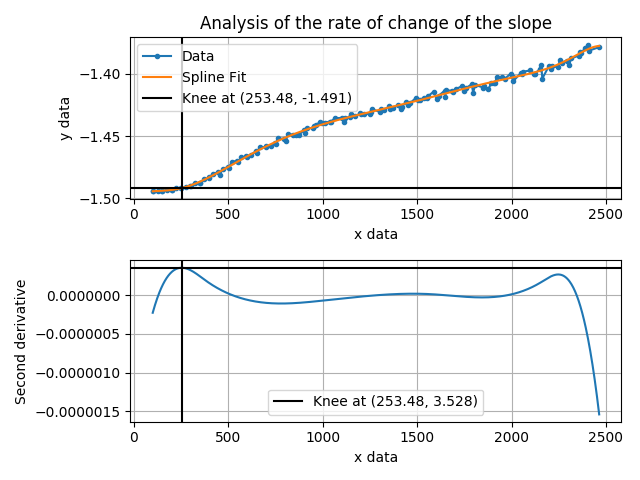 Analysis of the rate of change of the slope
Data
Spline Fit
Knee at (253.48, -1.491)
−1.40
−1.45
−1.50
y data
0 500 1000 1500 2000 2500
x data
0.0000000
−0.0000005
−0.0000010
−0.0000015
Second derivative
Knee at (253.48, 3.528)
0 500 1000 1500 2000 2500
x data